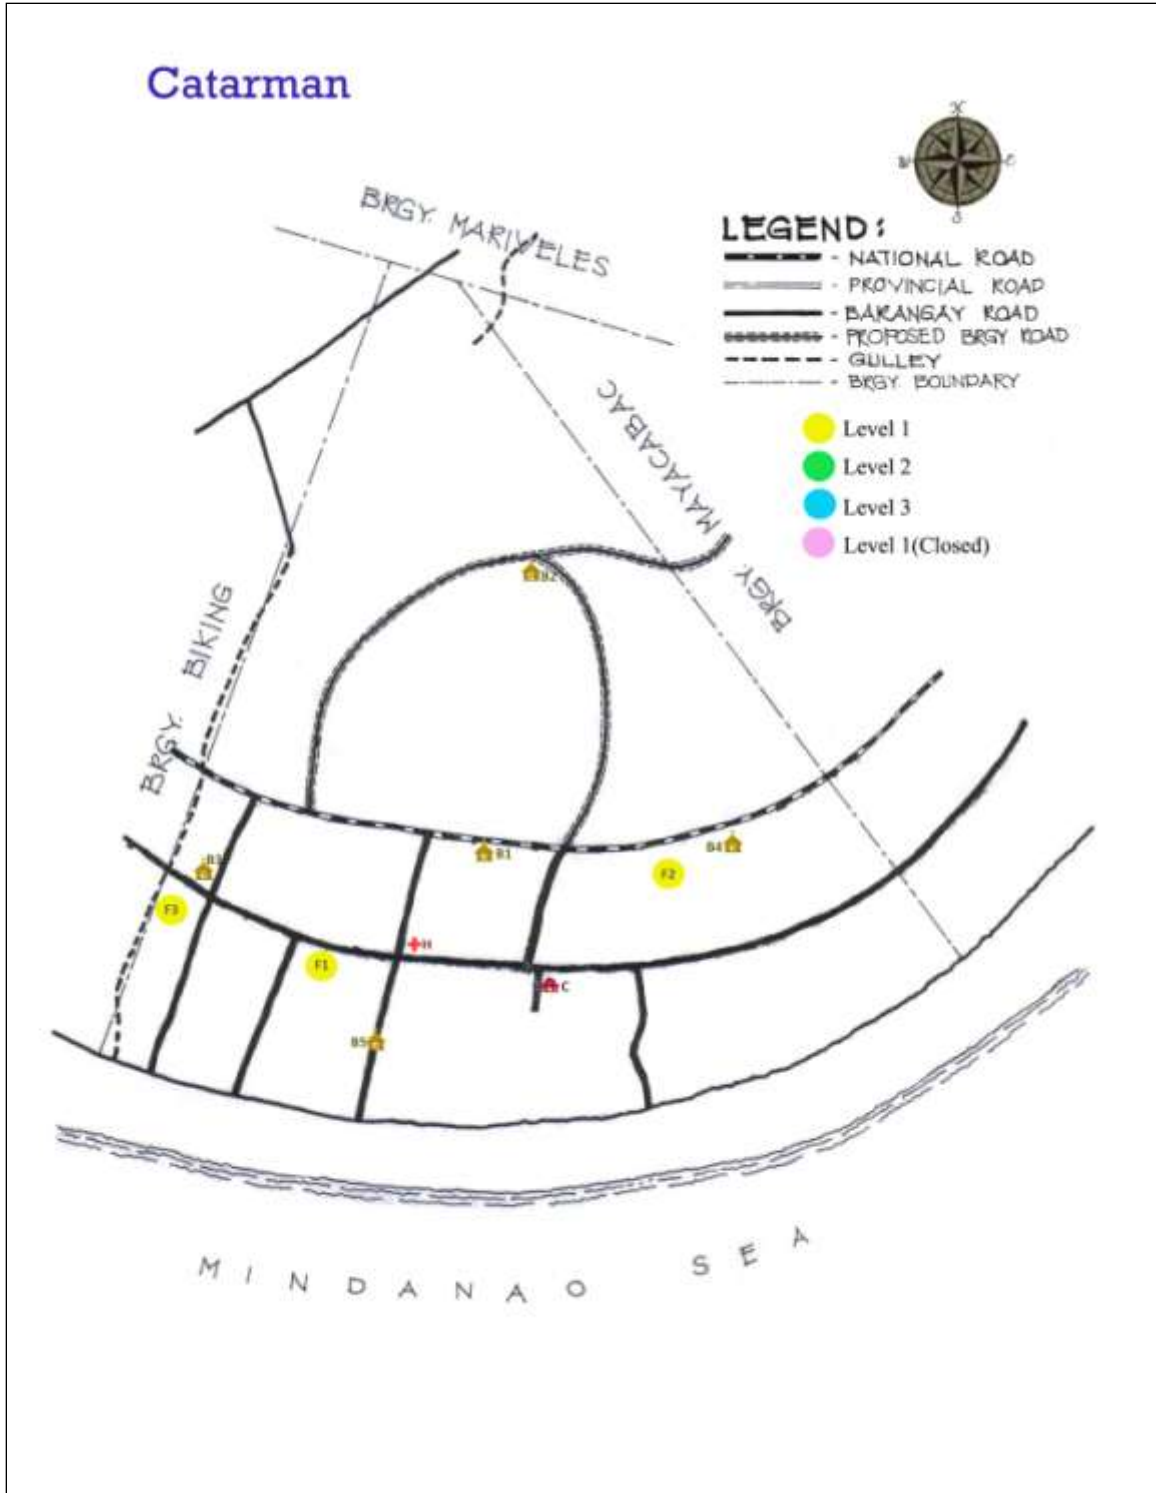 Catarman
N
W
E
S
BRGY. MARIVELES
LEGEND:
- NATIONAL ROAD
- PROVINCIAL ROAD
- BARANGAY ROAD
- PROPOSED BRGY ROAD
- GULLEY
- BRGY. BOUNDARY
Level 1
Level 2
Level 3
Level 1(Closed)
BRGY. MAYACABAC
BRGY. BIKING
B2
B3
B1
B4
F2
F3
H
F1
C
B5
MINDANAO SEA